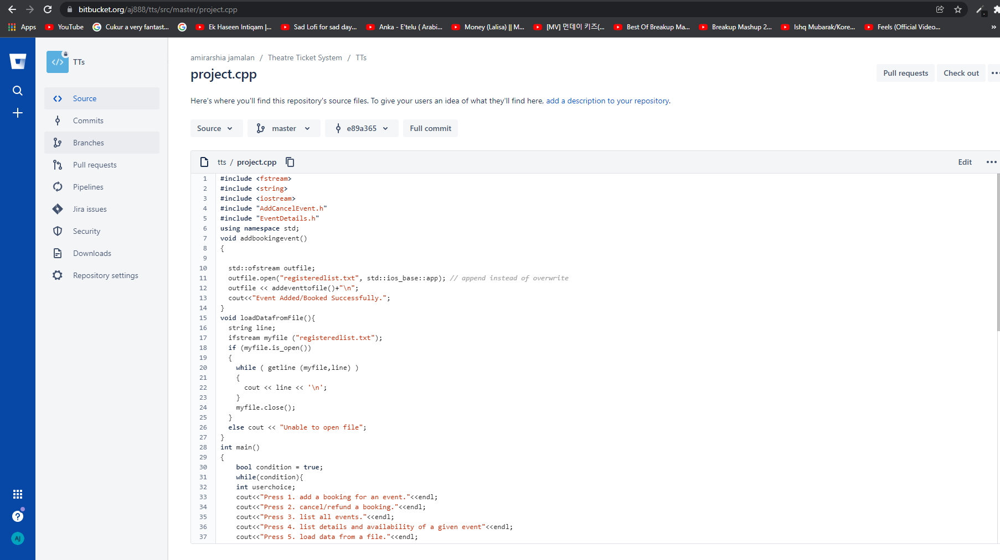 bitbucket.org/aj888/tts/src/master/project.cpp
Apps YouTube Cukur a very fantast... Ek Haseen Intiqam |... Sad Lofi for sad day... Anka - E'telu ( Arabi... Money (Lalisa) || M... [MV] 먼데이 키즈(... Best Of Breakup Ma... Breakup Mashup 2... Ishq Mubarak/Kore... Feels (Official Video... »
TTs
Source
Commits
Branches
Pull requests
Pipelines
Jira issues
Security
Downloads
Repository settings
AJ
amirarshia jamalan / Theatre Ticket System / TTs
project.cpp
Pull requests Check out
Here's where you'll find this repository's source files. To give your users an idea of what they'll find here, add a description to your repository.
Source master e89a365 Full commit
tts / project.cpp Edit
1 #include <fstream>
2 #include <string>
3 #include <iostream>
4 #include "AddCancelEvent.h"
5 #include "EventDetails.h"
6 using namespace std;
7 void addbookingevent()
8 {
9
10 std::ofstream outfile;
11 outfile.open("registeredlist.txt", std::ios_base::app); // append instead of overwrite
12 outfile << addeventtofile()+"\n";
13 cout<<"Event Added/Booked Successfully.";
14 }
15 void loadDatafromFile(){
16 string line;
17 ifstream myfile ("registeredlist.txt");
18 if (myfile.is_open())
19 {
20 while ( getline (myfile,line) )
21 {
22 cout << line << '\n';
23 }
24 myfile.close();
25 }
26 else cout << "Unable to open file";
27 }
28 int main()
29 {
30 bool condition = true;
31 while(condition){
32 int userchoice;
33 cout<<"Press 1. add a booking for an event."<<endl;
34 cout<<"Press 2. cancel/refund a booking."<<endl;
35 cout<<"Press 3. list all events."<<endl;
36 cout<<"Press 4. list details and availability of a given event"<<endl;
37 cout<<"Press 5. load data from a file."<<endl;